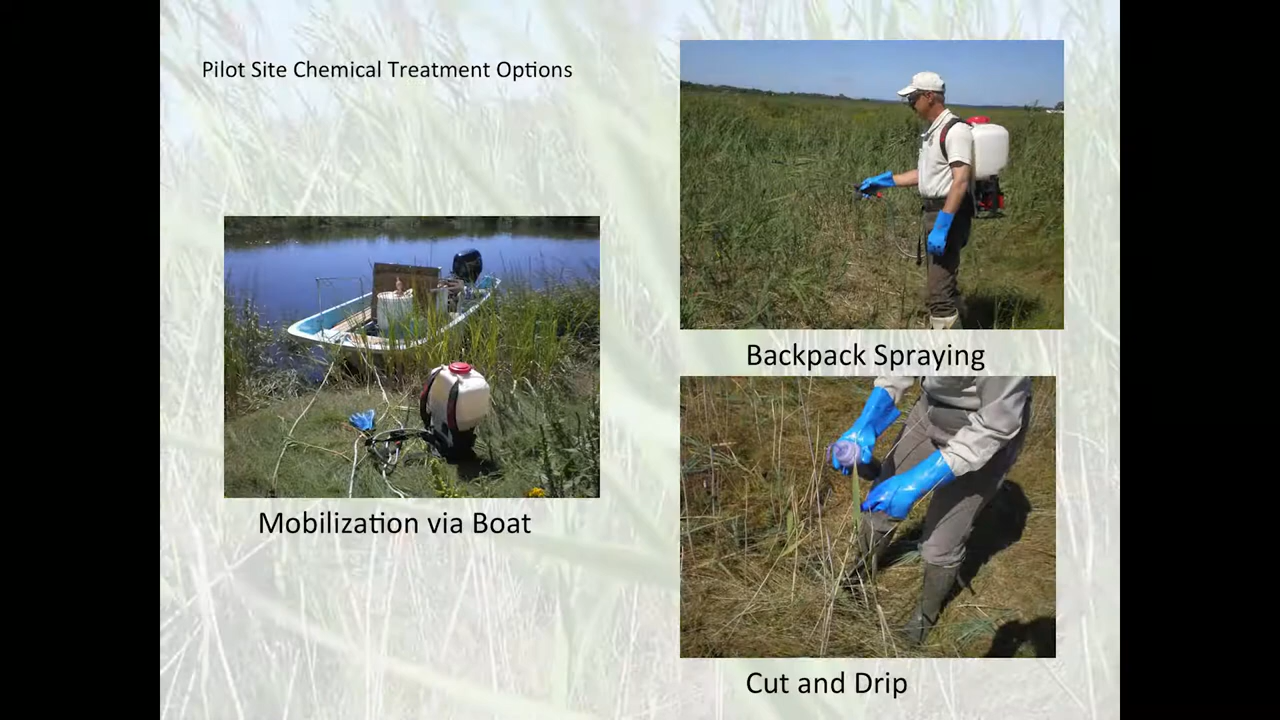 Pilot Site Chemical Treatment Options
Backpack Spraying
Mobilization via Boat
Cut and Drip